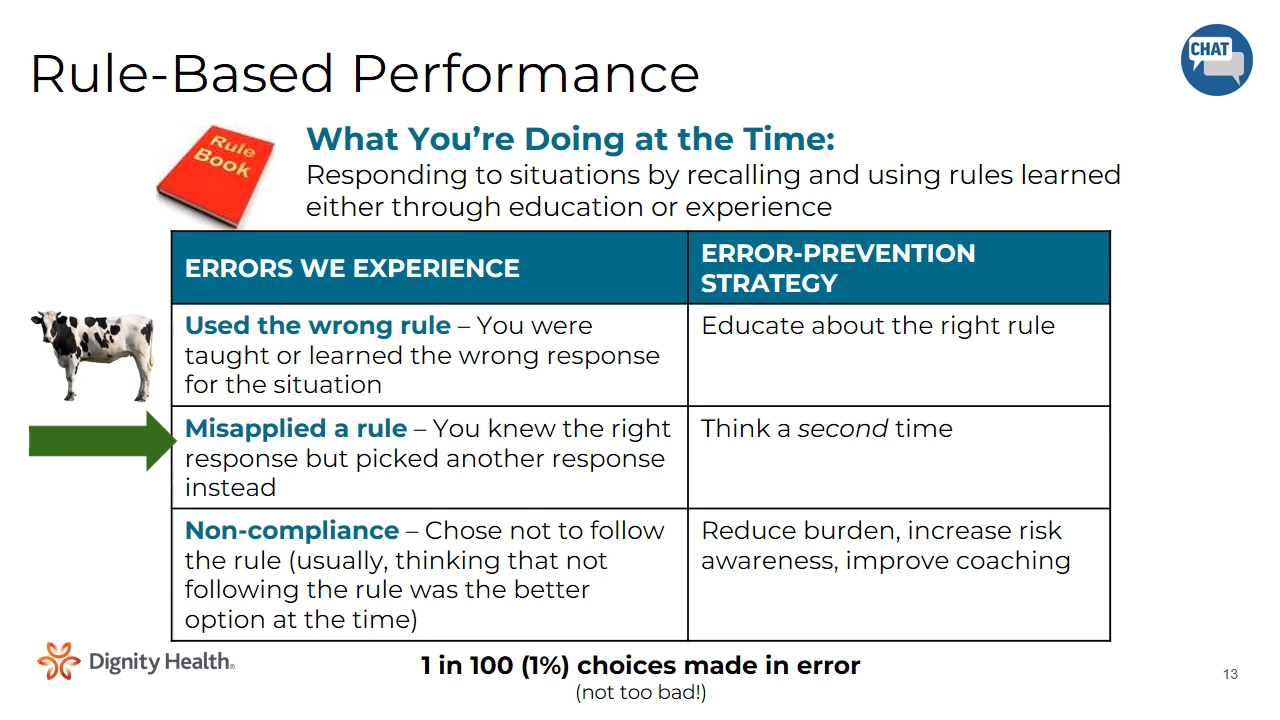 CHAT
Rule-Based Performance
Rule
Book
What You’re Doing at the Time:
Responding to situations by recalling and using rules learned
either through education or experience
ERRORS WE EXPERIENCE
ERROR-PREVENTION
STRATEGY
Used the wrong rule – You were
taught or learned the wrong response
for the situation
Educate about the right rule
Misapplied a rule – You knew the right
response but picked another response
instead
Think a second time
Non-compliance – Chose not to follow
the rule (usually, thinking that not
following the rule was the better
option at the time)
Reduce burden, increase risk
awareness, improve coaching
Dignity Health®
1 in 100 (1%) choices made in error
(not too bad!)
13